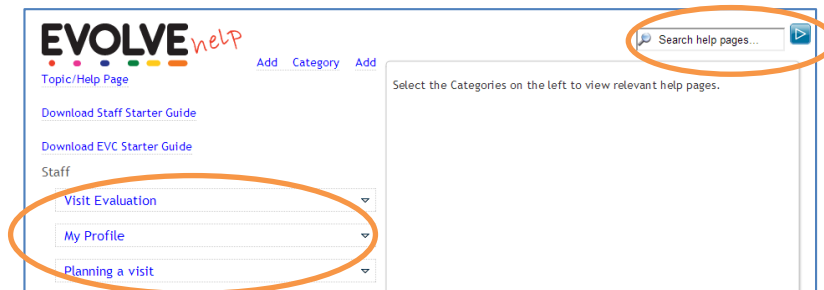 EVOLVE help
Search help pages...
Add Category Add
Topic/Help Page
Select the Categories on the left to view relevant help pages.
Download Staff Starter Guide
Download EVC Starter Guide
Staff
Visit Evaluation
My Profile
Planning a visit